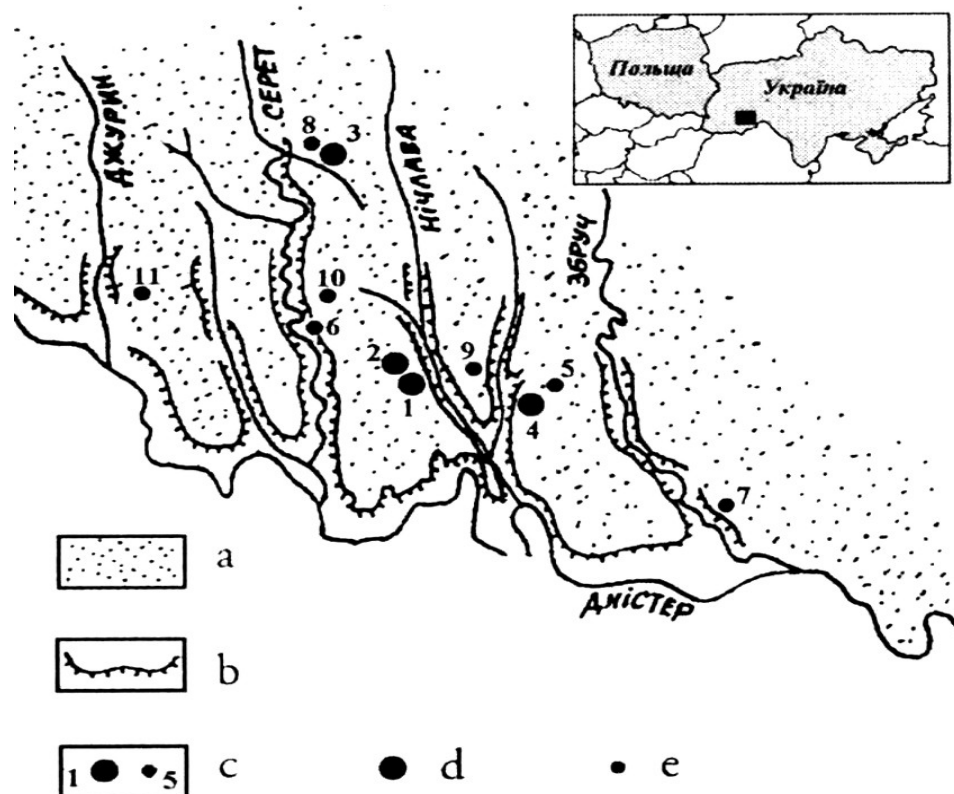 Польща
Україна
ДЖУРИН
СЕРЕТ
НІЧЛАВА
ЗБРУЧ
8
3
11
10
6
2
1
9
5
4
7
ДНІСТЕР
a
b
1 5 c d e